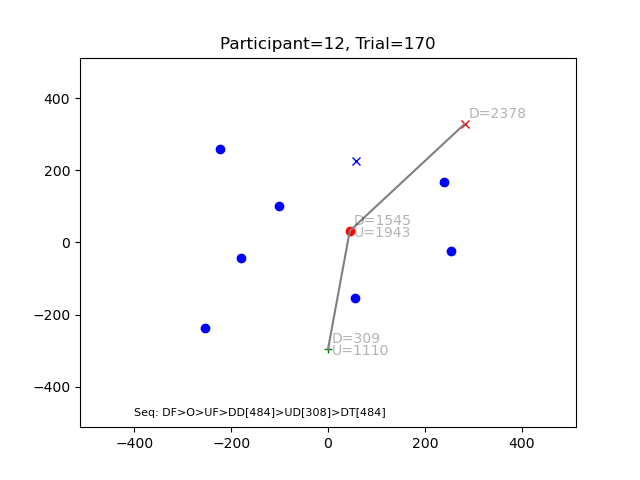 Participant=12, Trial=170
400
200
0
−200
−400
D=2378
D=1545
U=1943
D=309
U=1110
Seq: DF>O>UF>DD[484]>UD[308]>DT[484]
−400
−200
0
200
400